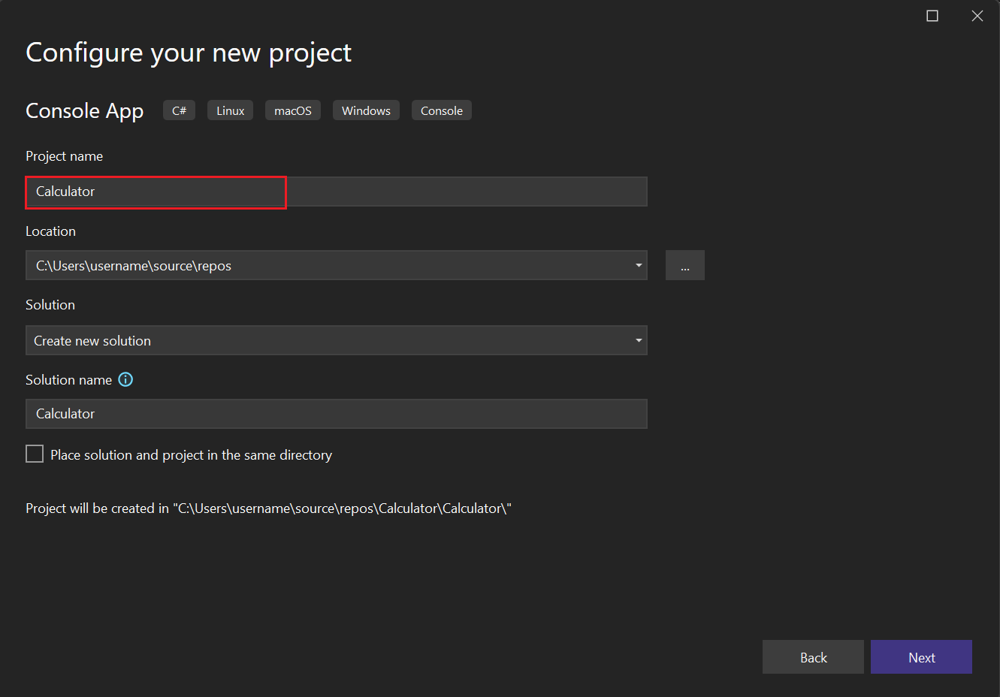 Configure your new project
Console App C# Linux macOS Windows Console
Project name
Calculator
Location
C:\Users\username\source\repos
...
Solution
Create new solution
Solution name
Calculator
Place solution and project in the same directory
Project will be created in "C:\Users\username\source\repos\Calculator\Calculator\"
Back Next